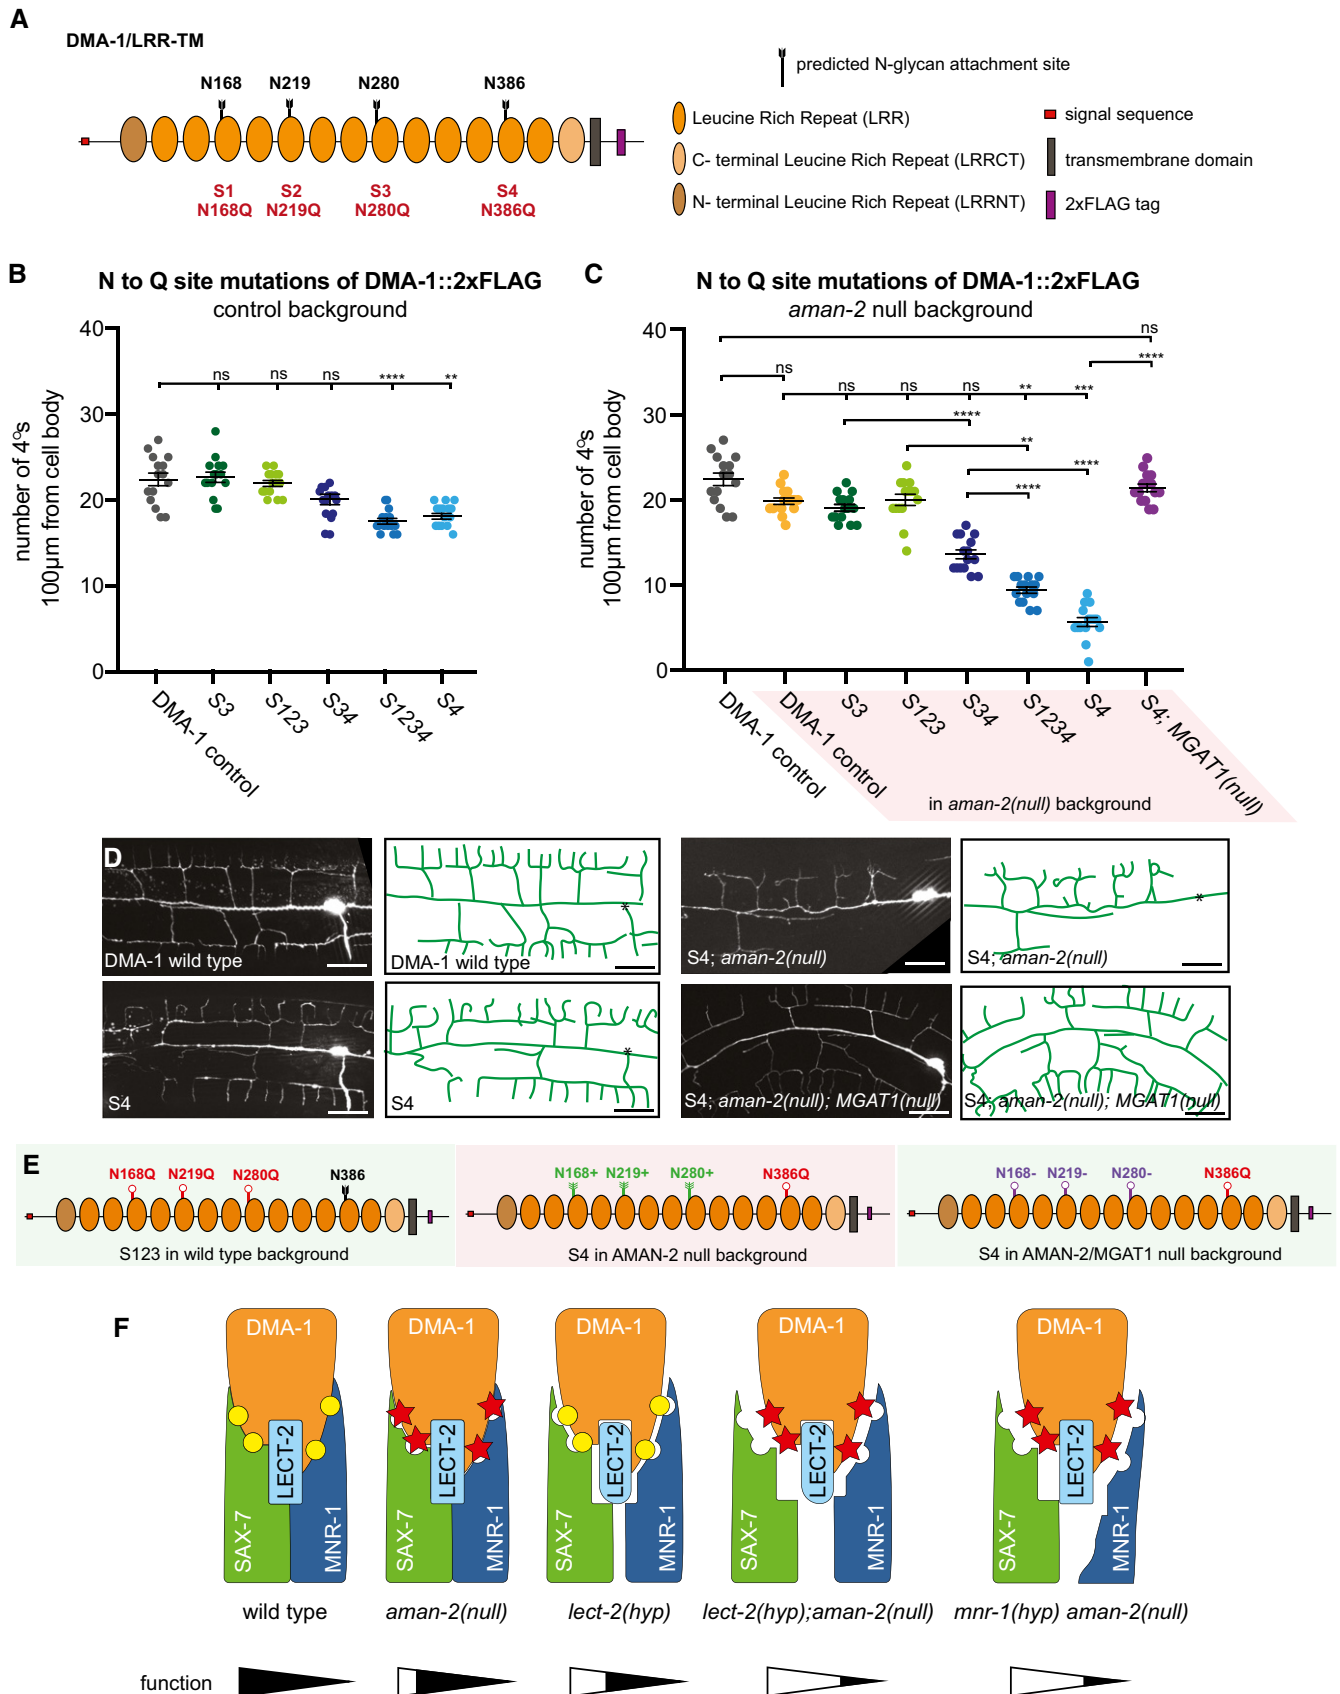 A
DMA-1/LRR-TM
N168 N219 N280 N386
S1 S2 S3 S4
N168Q N219Q N280Q N386Q
predicted N-glycan attachment site
Leucine Rich Repeat (LRR)
C- terminal Leucine Rich Repeat (LRRCT)
N- terminal Leucine Rich Repeat (LRRNT)
signal sequence
transmembrane domain
2xFLAG tag
B
N to Q site mutations of DMA-1::2xFLAG
control background
number of 4°s
100µm from cell body
40
30
20
10
0
ns ns ns **** **
DMA-1 control
S3
S123
S34
S1234
S4
C
N to Q site mutations of DMA-1::2xFLAG
aman-2 null background
number of 4°s
100µm from cell body
40
30
20
10
0
ns
****
ns
ns ns ns ** ***
****
**
****
****
DMA-1 control
DMA-1 control
S3
S123
S34
S1234
S4
S4; MGAT1(null)
in aman-2(null) background
D
DMA-1 wild type
DMA-1 wild type
*
S4; aman-2(null)
S4; aman-2(null)
*
S4
S4
*
S4; aman-2(null); MGAT1(null)
S4; aman-2(null); MGAT1(null)
E
N168Q N219Q N280Q N386
S123 in wild type background
N168+ N219+ N280+ N386Q
S4 in AMAN-2 null background
N168- N219- N280- N386Q
S4 in AMAN-2/MGAT1 null background
F
DMA-1
LECT-2
SAX-7
MNR-1
wild type
DMA-1
LECT-2
SAX-7
MNR-1
aman-2(null)
DMA-1
LECT-2
SAX-7
MNR-1
lect-2(hyp)
DMA-1
LECT-2
SAX-7
MNR-1
lect-2(hyp);aman-2(null)
DMA-1
LECT-2
SAX-7
MNR-1
mnr-1(hyp) aman-2(null)
function